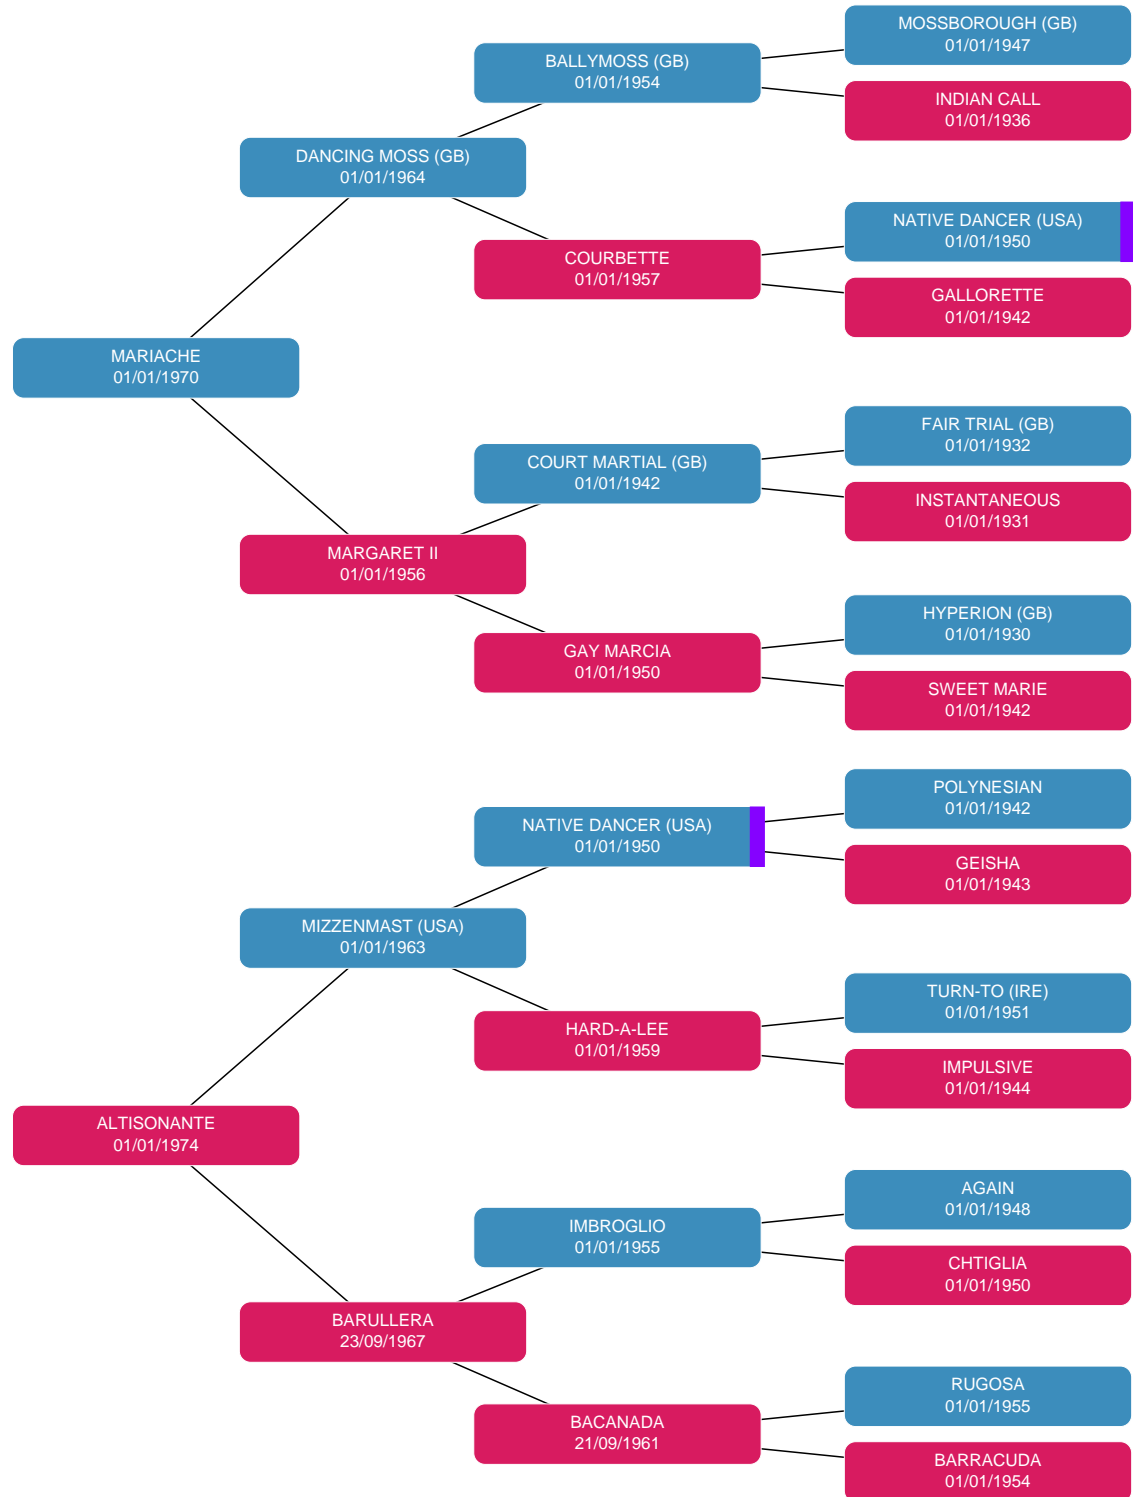 MOSSBOROUGH (GB)
01/01/1947
BALLYMOSS (GB)
01/01/1954
INDIAN CALL
01/01/1936
DANCING MOSS (GB)
01/01/1964
NATIVE DANCER (USA)
01/01/1950
COURBETTE
01/01/1957
GALLORETTE
01/01/1942
MARIACHE
01/01/1970
FAIR TRIAL (GB)
01/01/1932
COURT MARTIAL (GB)
01/01/1942
INSTANTANEOUS
01/01/1931
MARGARET II
01/01/1956
HYPERION (GB)
01/01/1930
GAY MARCIA
01/01/1950
SWEET MARIE
01/01/1942
POLYNESIAN
01/01/1942
NATIVE DANCER (USA)
01/01/1950
GEISHA
01/01/1943
MIZZENMAST (USA)
01/01/1963
TURN-TO (IRE)
01/01/1951
HARD-A-LEE
01/01/1959
IMPULSIVE
01/01/1944
ALTISONANTE
01/01/1974
AGAIN
01/01/1948
IMBROGLIO
01/01/1955
CHTIGLIA
01/01/1950
BARULLERA
23/09/1967
RUGOSA
01/01/1955
BACANADA
21/09/1961
BARRACUDA
01/01/1954